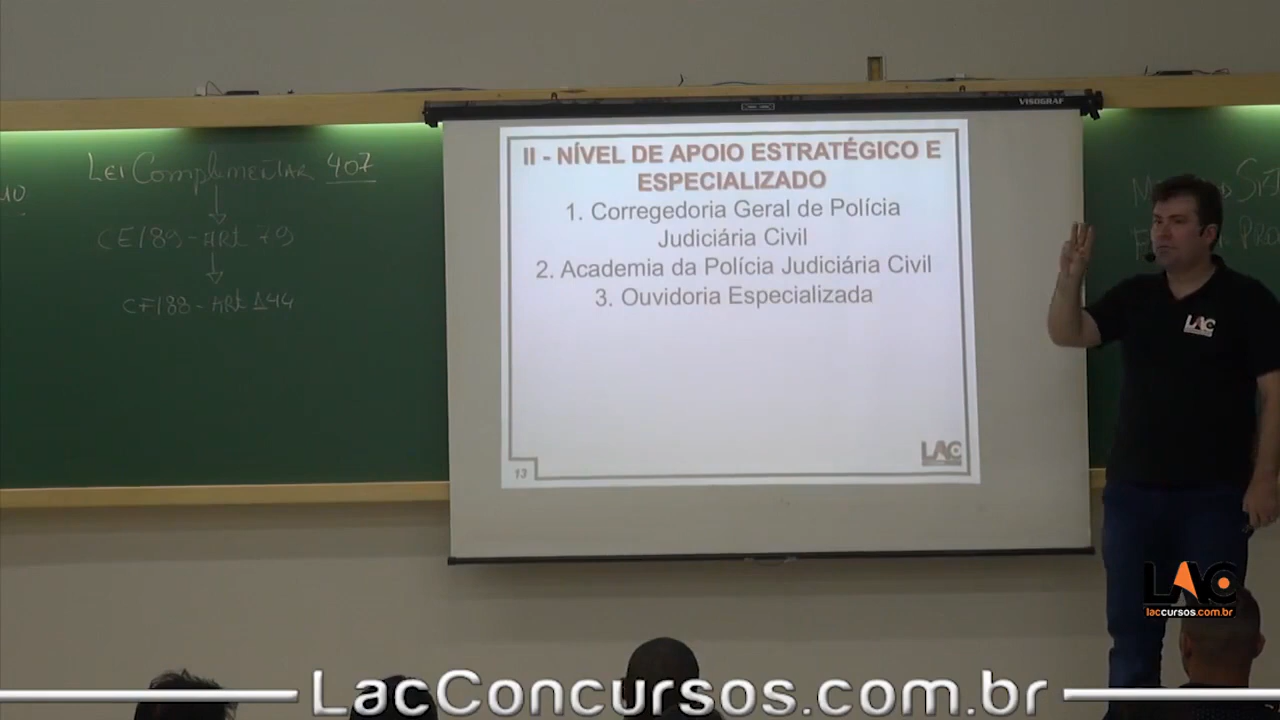 VISOGRAF
LEI COMPLEMENTAR 407
CE/89 - ART 79
CF/88 - ART 144
II - NÍVEL DE APOIO ESTRATÉGICO E
ESPECIALIZADO
1. Corregedoria Geral de Polícia
Judiciária Civil
2. Academia da Polícia Judiciária Civil
3. Ouvidoria Especializada
LAC
13
LAC
LAC
laccursos.com.br
LacConcursos.com.br